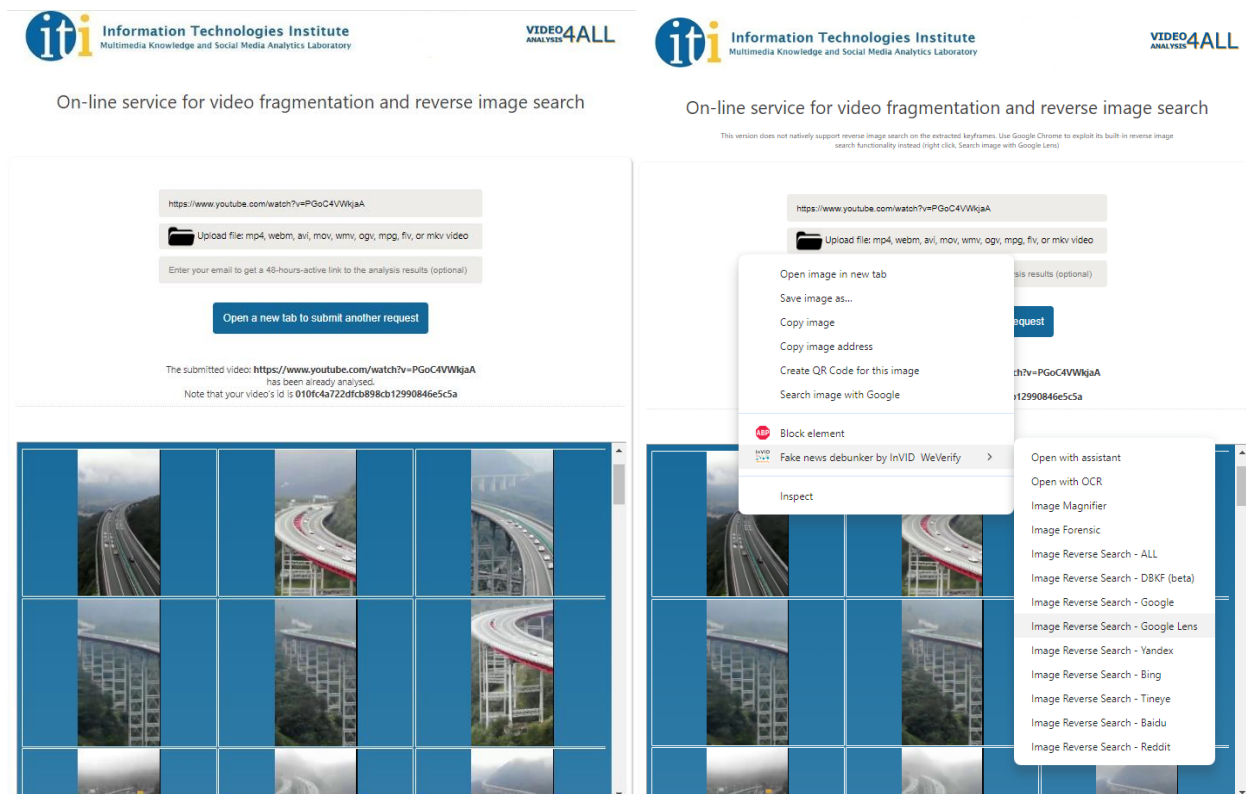 iti
Information Technologies Institute
Multimedia Knowledge and Social Media Analytics Laboratory
VIDEO ANALYSIS 4ALL
On-line service for video fragmentation and reverse image search
https://www.youtube.com/watch?v=PGoC4VWkjaA
Upload file: mp4, webm, avi, mov, wmv, ogv, mpg, flv, or mkv video
Enter your email to get a 48-hours-active link to the analysis results (optional)
Open a new tab to submit another request
The submitted video: https://www.youtube.com/watch?v=PGoC4VWkjaA
has been already analysed.
Note that your video's id is 010fc4a722dfcb898cb12990846e5c5a
iti
Information Technologies Institute
Multimedia Knowledge and Social Media Analytics Laboratory
VIDEO ANALYSIS 4ALL
On-line service for video fragmentation and reverse image search
This version does not natively support reverse image search on the extracted keyframes. Use Google Chrome to exploit its built-in reverse image
search functionality instead (right click, Search image with Google Lens)
https://www.youtube.com/watch?v=PGoC4VWkjaA
Upload file: mp4, webm, avi, mov, wmv, ogv, mpg, flv, or mkv video
sis results (optional)
equest
ch?v=PGoC4VWkjaA
12990846e5c5a
Open image in new tab
Save image as...
Copy image
Copy image address
Create QR Code for this image
Search image with Google
ABP Block element
InVID Fake news debunker by InVID WeVerify
Inspect
Open with assistant
Open with OCR
Image Magnifier
Image Forensic
Image Reverse Search - ALL
Image Reverse Search - DBKF (beta)
Image Reverse Search - Google
Image Reverse Search - Google Lens
Image Reverse Search - Yandex
Image Reverse Search - Bing
Image Reverse Search - Tineye
Image Reverse Search - Baidu
Image Reverse Search - Reddit